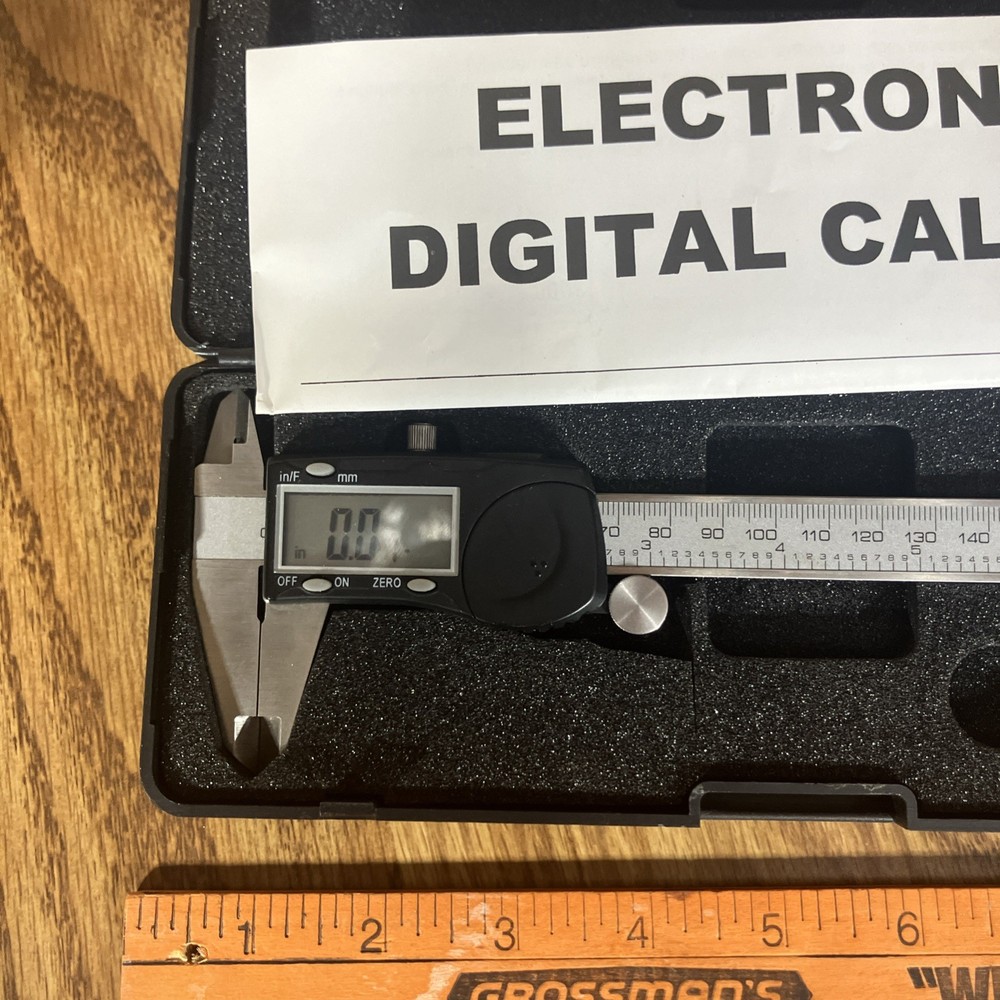 ELECTRON
DIGITAL CAL
in/F mm
in 0.0
OFF ON ZERO
70 80 90 100 110 120 130 140
3 4 5
1 2 3 4 5 6
GROSSMAN'S